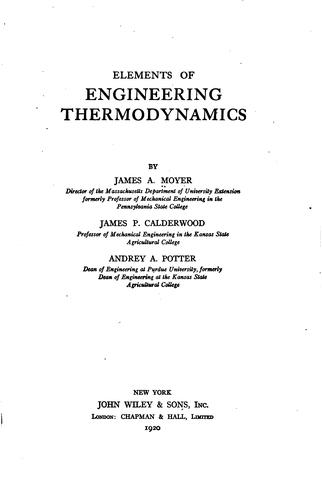 ELEMENTS OF
ENGINEERING
THERMODYNAMICS
BY
JAMES A. MOYER
Director of the Massachusetts Department of University Extension
formerly Professor of Mechanical Engineering in the
Pennsylvania State College
JAMES P. CALDERWOOD
Professor of Mechanical Engineering in the Kansas State
Agricultural College
ANDREY A. POTTER
Dean of Engineering at Purdue University, formerly
Dean of Engineering at the Kansas State
Agricultural College
NEW YORK
JOHN WILEY & SONS, INC.
LONDON: CHAPMAN & HALL, LIMITED
1920